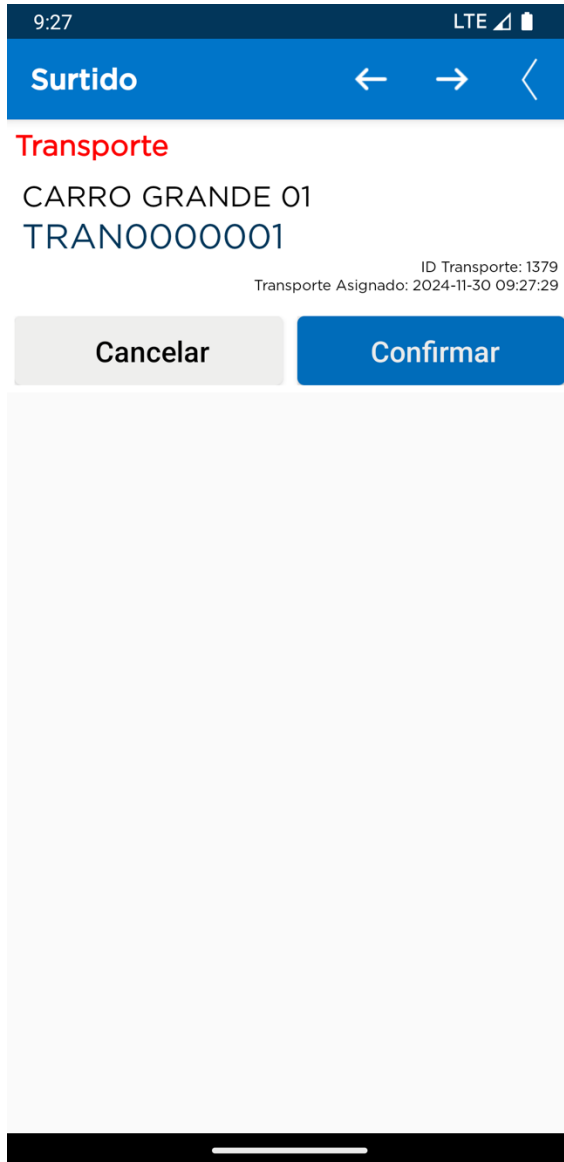 9:27 LTE
Surtido
Transporte
CARRO GRANDE 01
TRAN0000001
ID Transporte: 1379
Transporte Asignado: 2024-11-30 09:27:29
Cancelar Confirmar